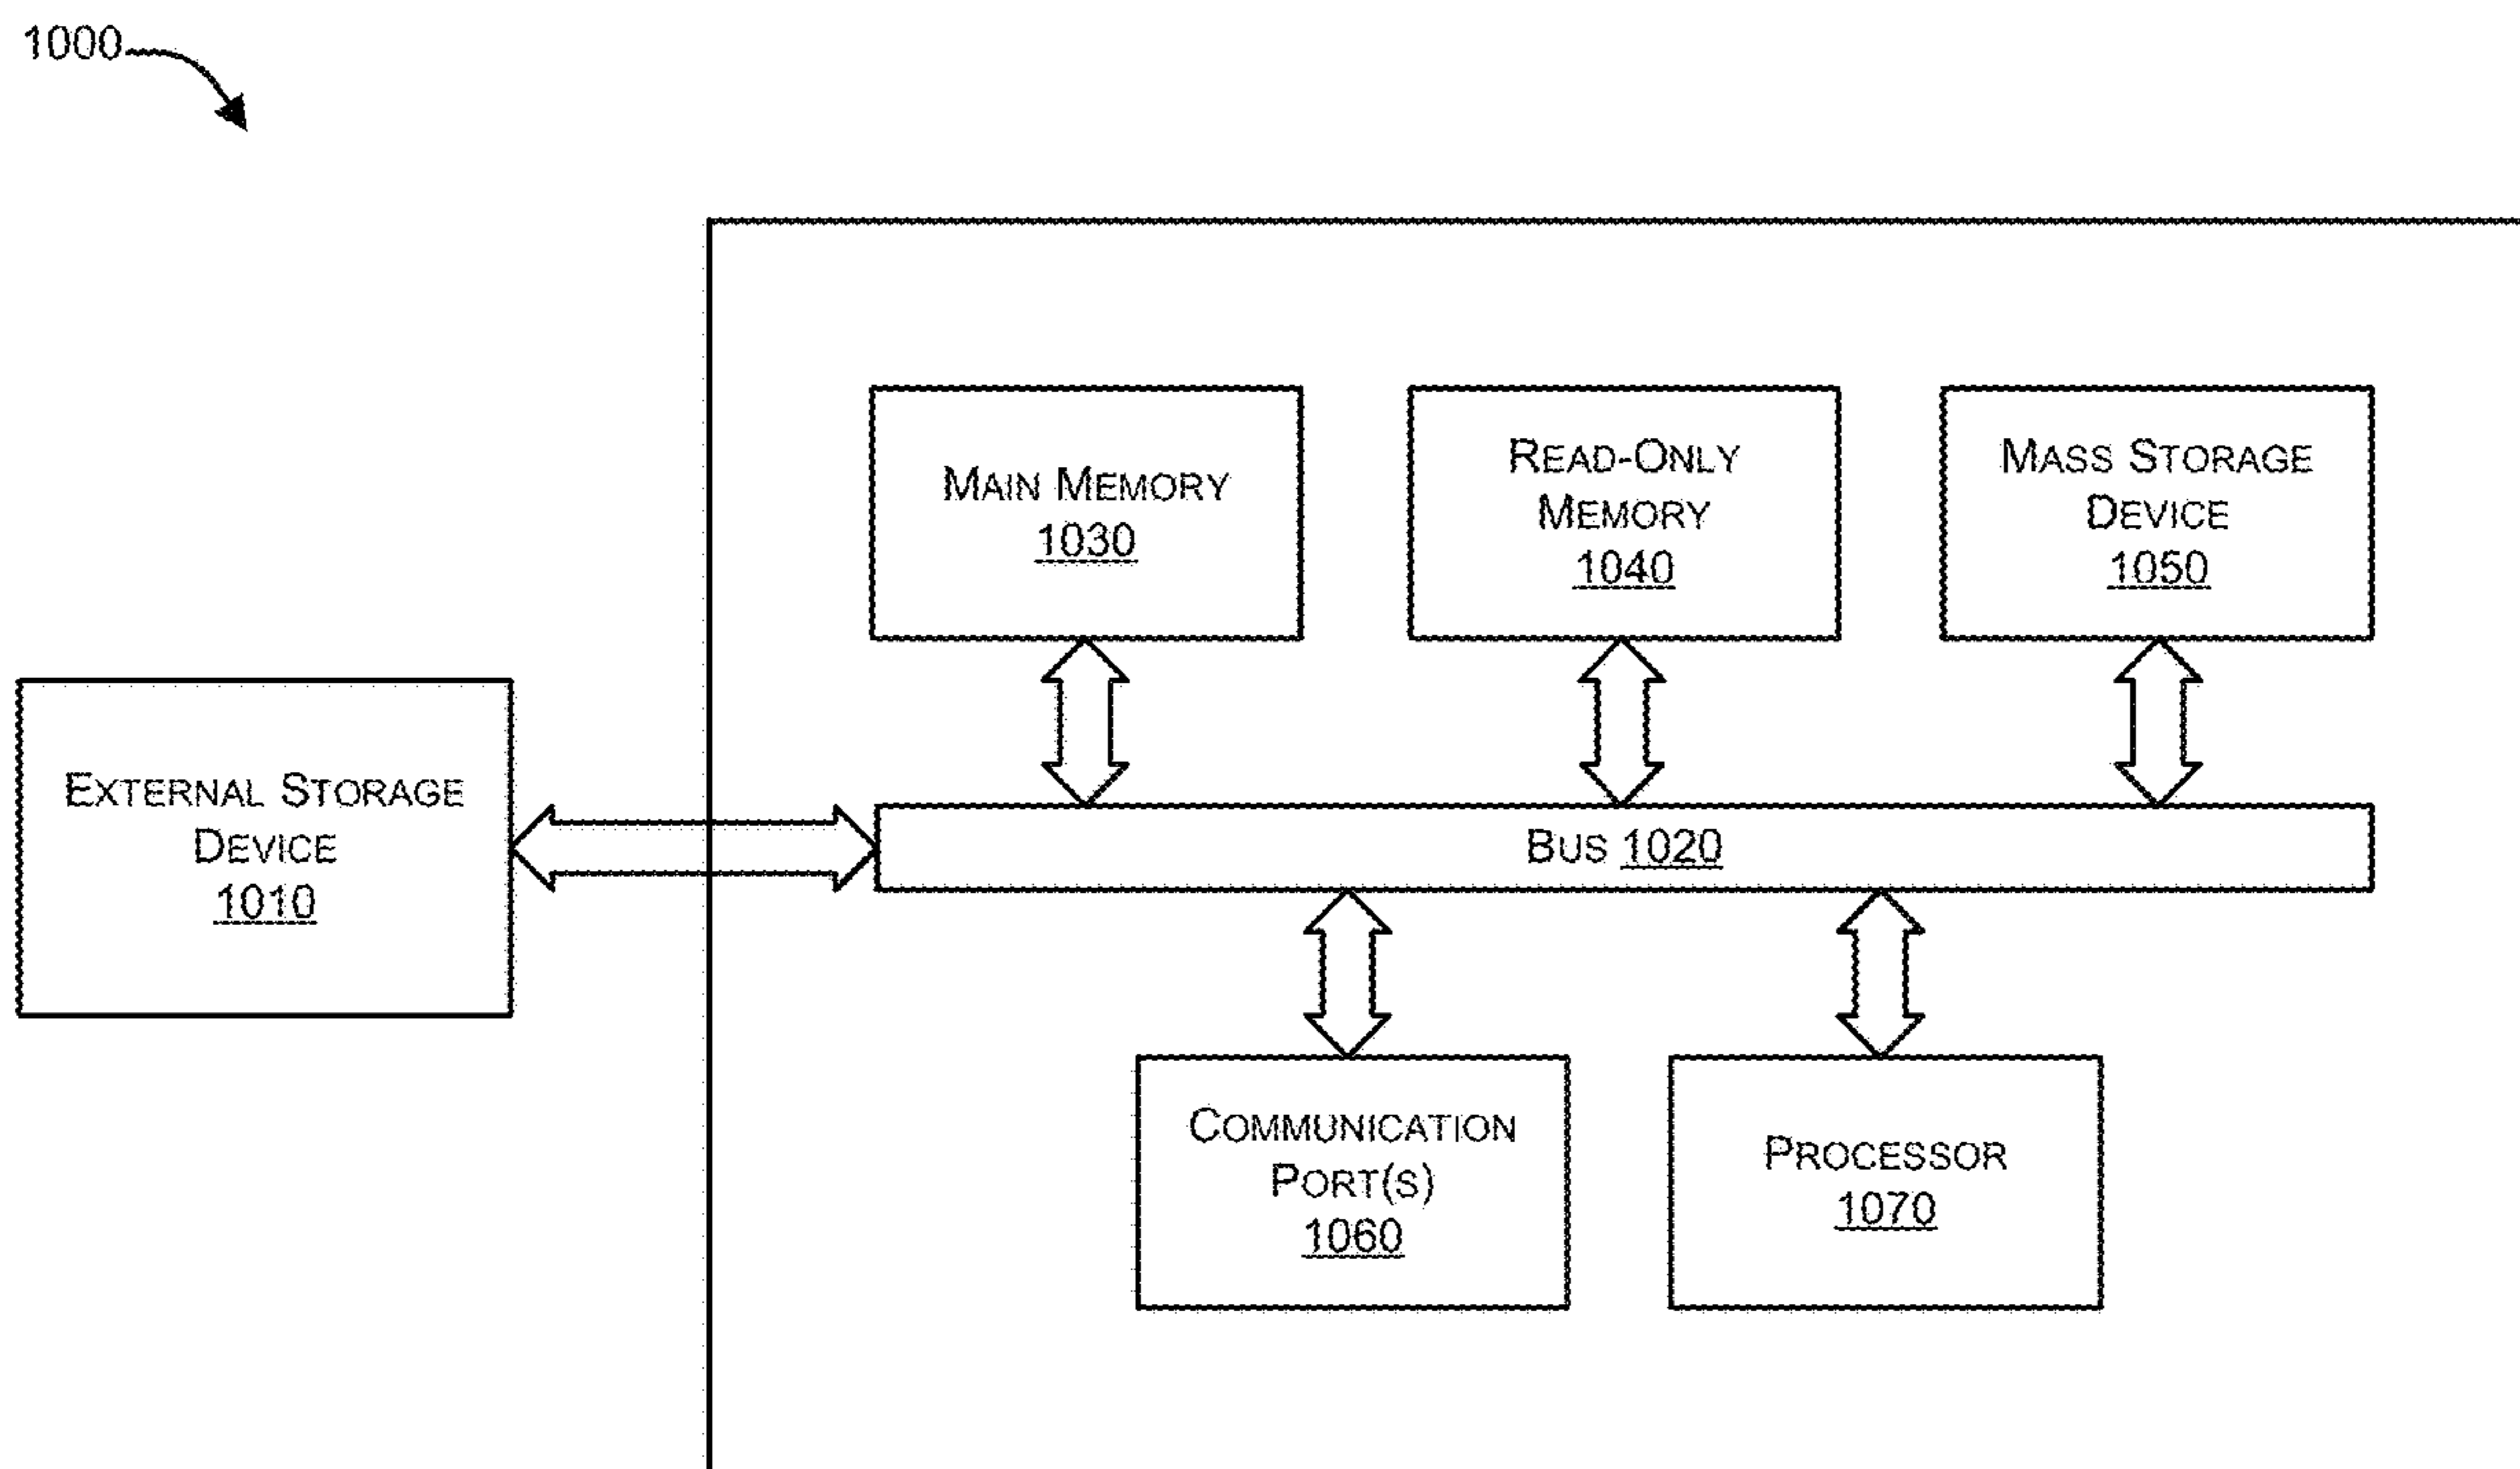 1000
MAIN MEMORY
1030
READ-ONLY
MEMORY
1040
MASS STORAGE
DEVICE
1050
EXTERNAL STORAGE
DEVICE
1010
BUS 1020
COMMUNICATION
PORT(S)
1060
PROCESSOR
1070